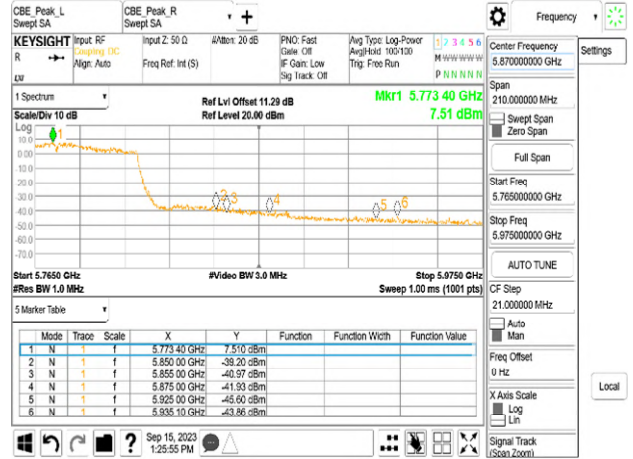 CBE_Peak_L
Swept SA
CBE_Peak_R
Swept SA
Frequency
KEYSIGHT
R
LXI
Input: RF
Coupling: DC
Align: Auto
Input Z: 50 Ω
Freq Ref: Int (S)
#Atten: 20 dB
PNO: Fast
Gate: Off
IF Gain: Low
Sig Track: Off
Avg Type: Log-Power
Avg|Hold: 100/100
Trig: Free Run
1 2 3 4 5 6
M W W W W W
P N N N N N
Center Frequency
5.870000000 GHz
Settings
Span
210.000000 MHz
Swept Span
Zero Span
Full Span
Start Freq
5.765000000 GHz
Stop Freq
5.975000000 GHz
AUTO TUNE
CF Step
21.000000 MHz
Auto
Man
Freq Offset
0 Hz
X Axis Scale
Log
Lin
Signal Track
(Span Zoom)
Local
1 Spectrum
Scale/Div 10 dB
Ref Lvl Offset 11.29 dB
Ref Level 20.00 dBm
Mkr1 5.773 40 GHz
7.51 dBm
Log
10.0
0.00
-10.0
-20.0
-30.0
-40.0
-50.0
-60.0
-70.0
1
2
3
4
5
6
Start 5.7650 GHz
#Res BW 1.0 MHz
#Video BW 3.0 MHz
Stop 5.9750 GHz
Sweep 1.00 ms (1001 pts)
5 Marker Table
Mode Trace Scale X Y Function Function Width Function Value
1 N 1 f 5.773 40 GHz 7.510 dBm
2 N 1 f 5.850 00 GHz -39.20 dBm
3 N 1 f 5.855 00 GHz -40.97 dBm
4 N 1 f 5.875 00 GHz -41.93 dBm
5 N 1 f 5.925 00 GHz -45.60 dBm
6 N 1 f 5.935 10 GHz -43.86 dBm
Sep 15, 2023
1:25:55 PM